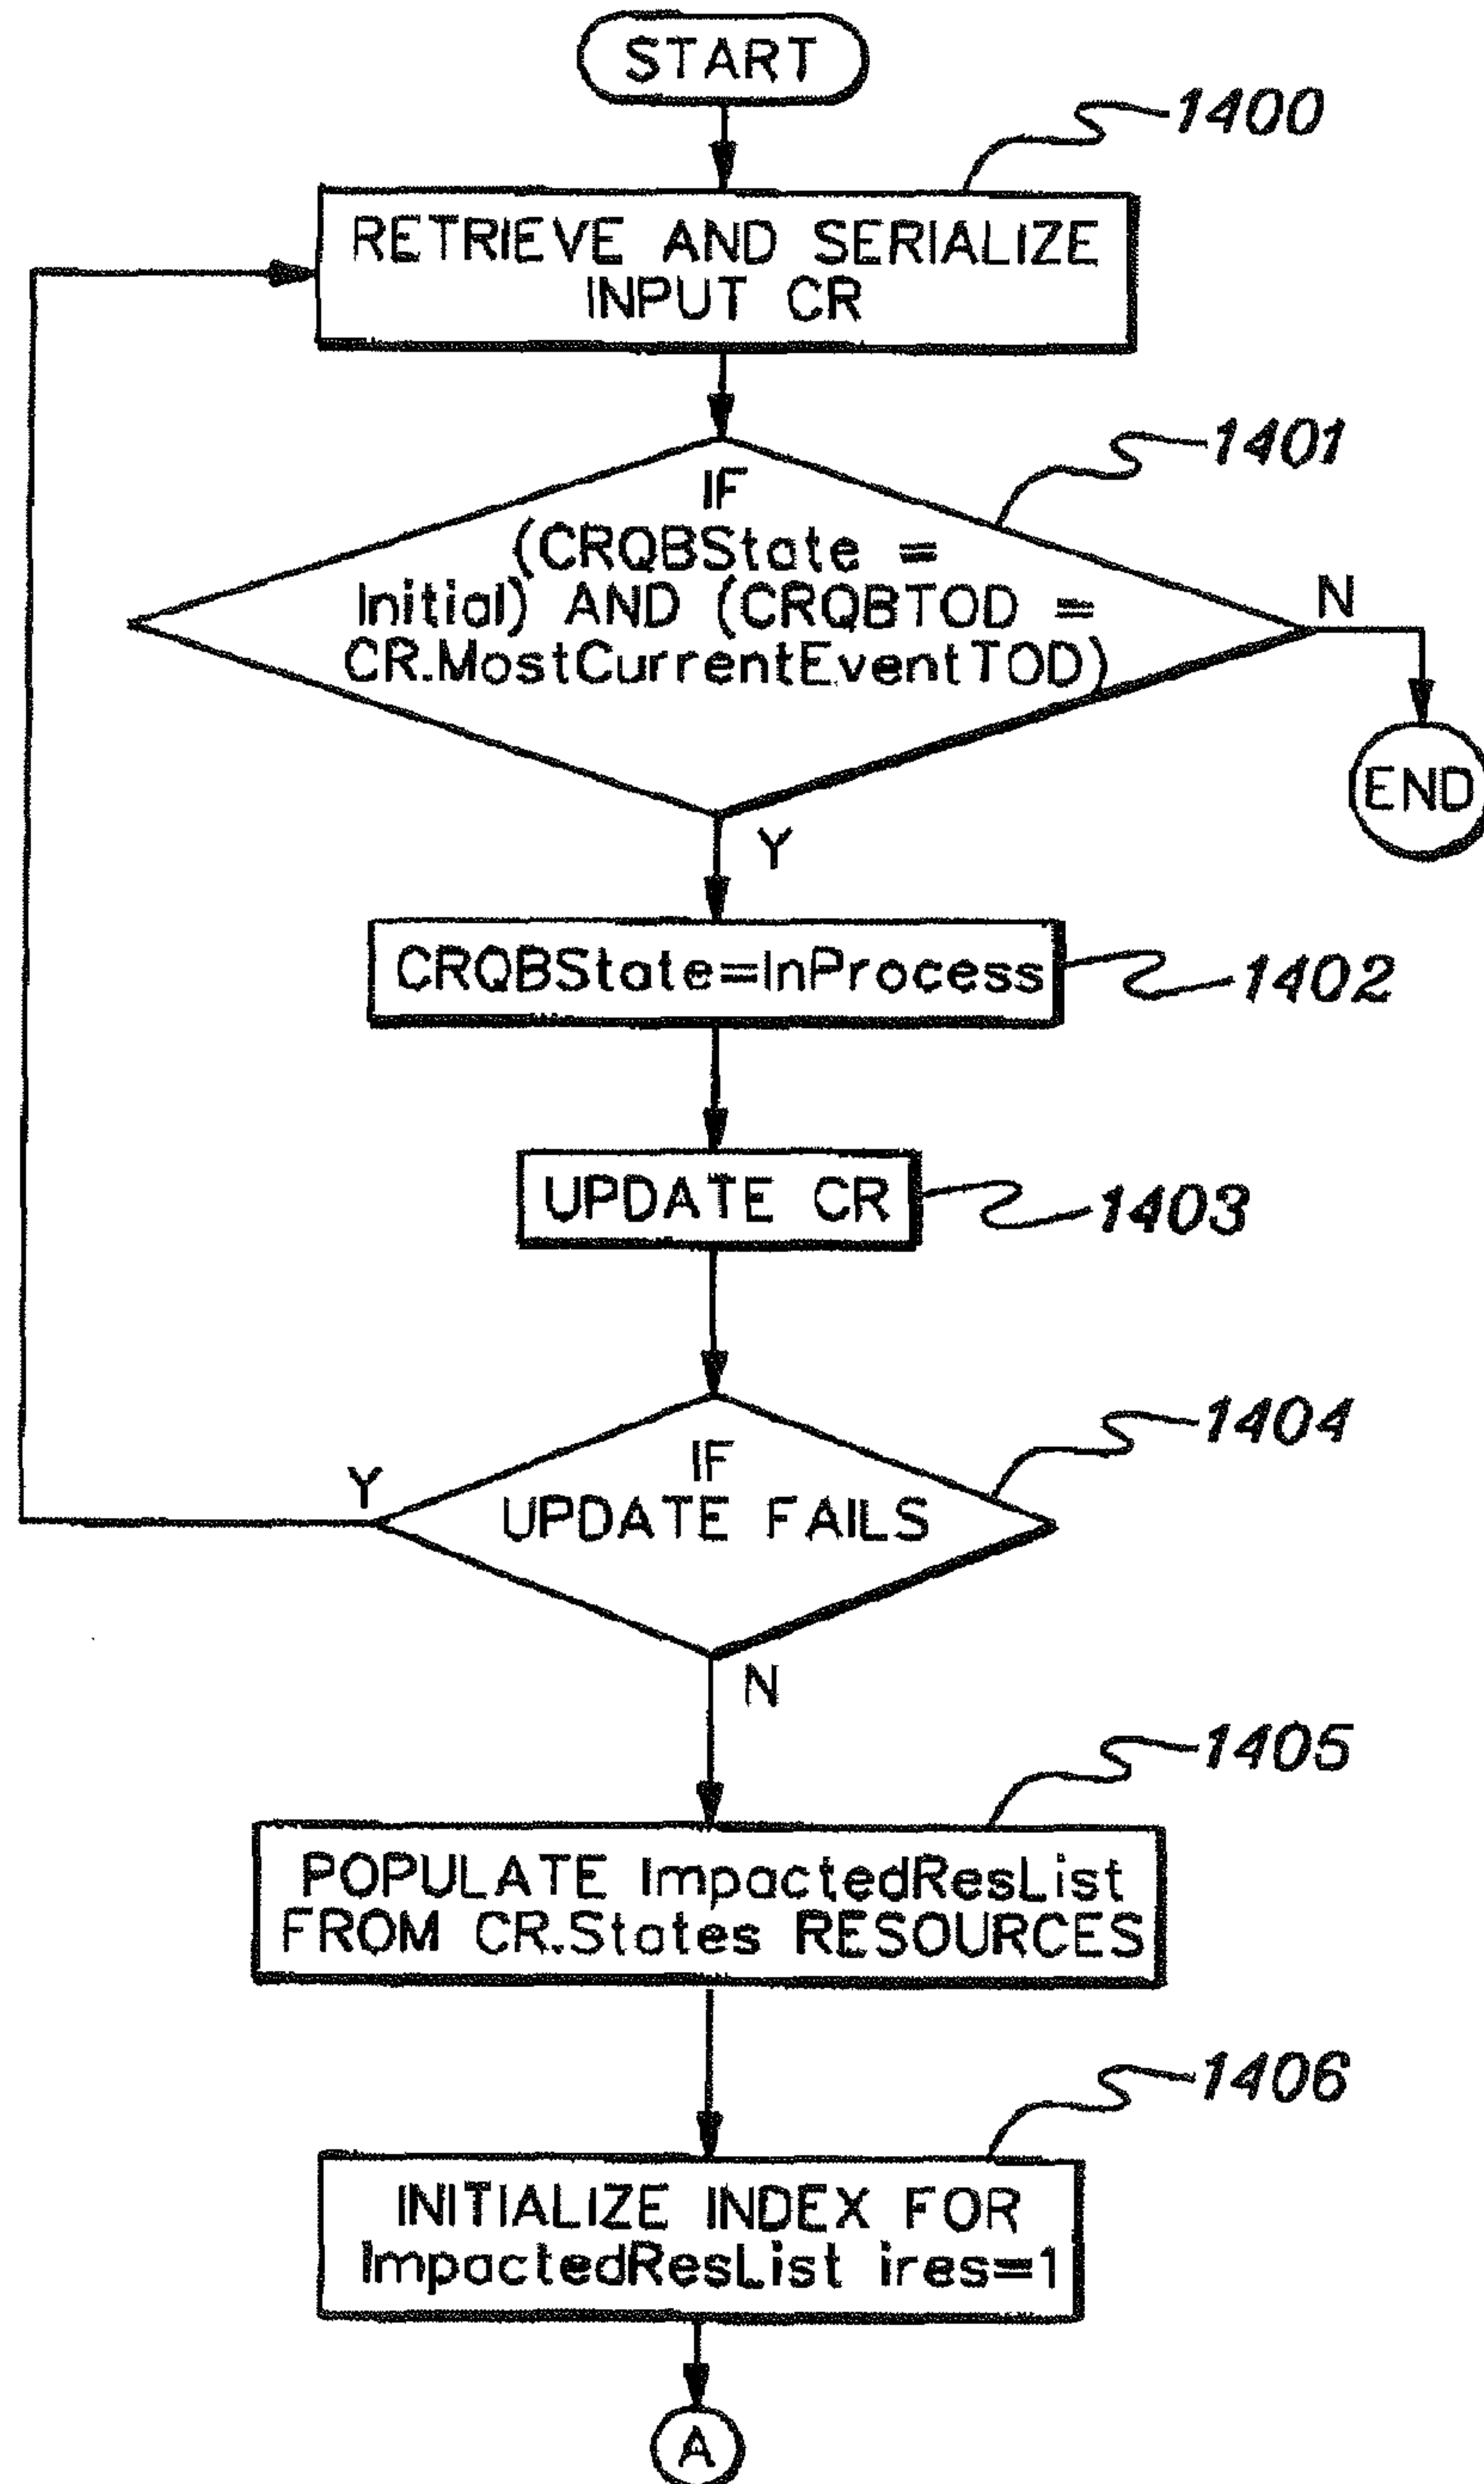 START
1400
RETRIEVE AND SERIALIZE
INPUT CR
1401
IF
(CRQBState =
Initial) AND (CRQBTOD =
CR.MostCurrentEventTOD)
N
END
Y
CRQBState=InProcess
1402
UPDATE CR
1403
1404
IF
UPDATE FAILS
Y
N
1405
POPULATE ImpactedResList
FROM CR.States RESOURCES
1406
INITIALIZE INDEX FOR
ImpactedResList ires=1
A